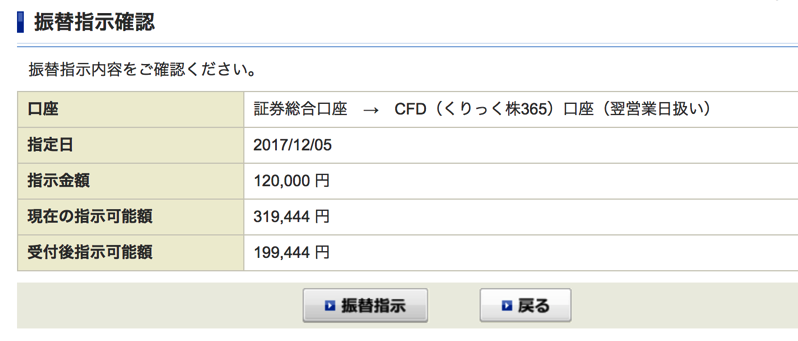 振替指示確認
振替指示内容をご確認ください。
口座 証券総合口座 → CFD（くりっく株365）口座（翌営業日扱い）
指定日 2017/12/05
指示金額 120,000 円
現在の指示可能額 319,444 円
受付後指示可能額 199,444 円
振替指示 戻る